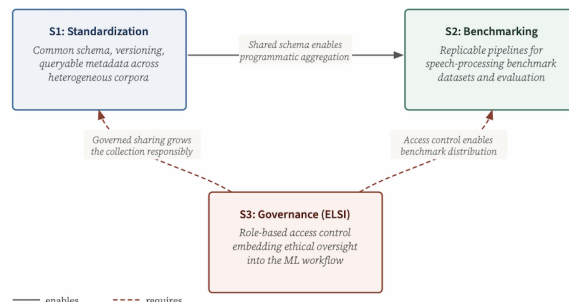 S1: Standardization
Common schema, versioning,
queryable metadata across
heterogeneous corpora
Shared schema enables
programmatic aggregation
S2: Benchmarking
Replicable pipelines for
speech-processing benchmark
datasets and evaluation
Governed sharing grows
the collection responsibly
Access control enables
benchmark distribution
S3: Governance (ELSI)
Role-based access control
embedding ethical oversight
into the ML workflow
enables
requires